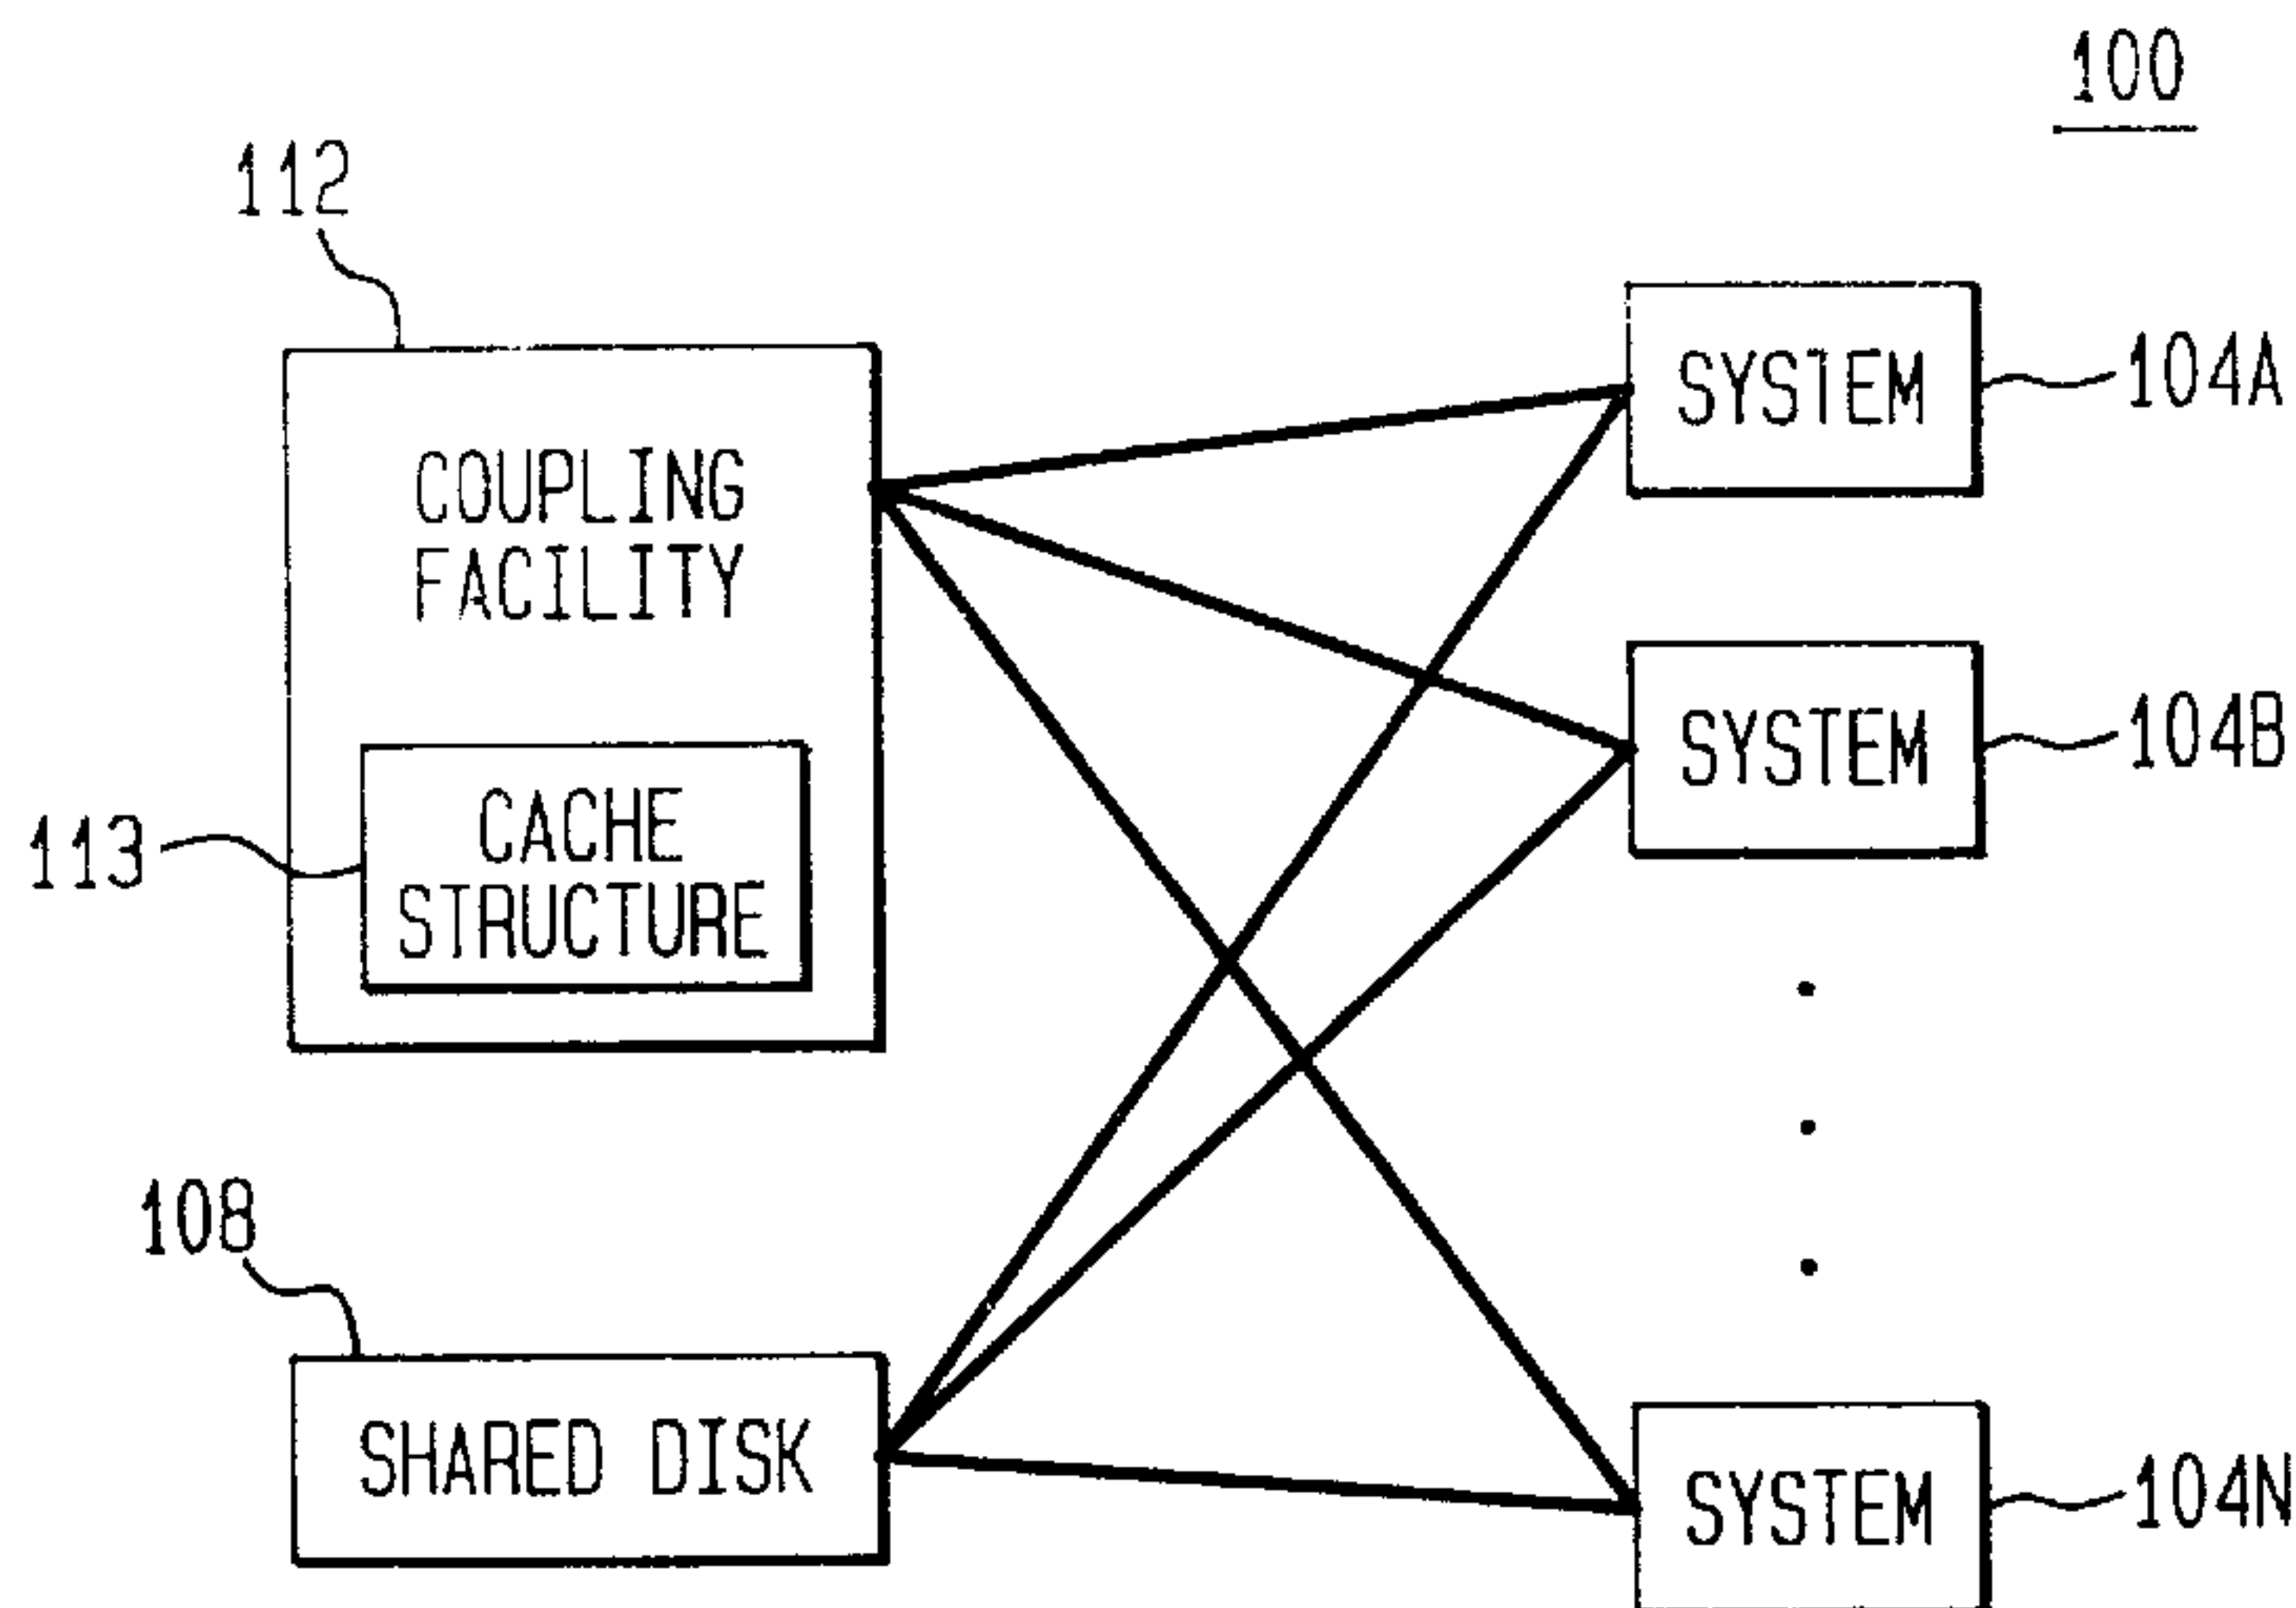 100
112
COUPLING
FACILITY
CACHE
STRUCTURE
113
108
SHARED DISK
SYSTEM
104A
SYSTEM
104B
SYSTEM
104N